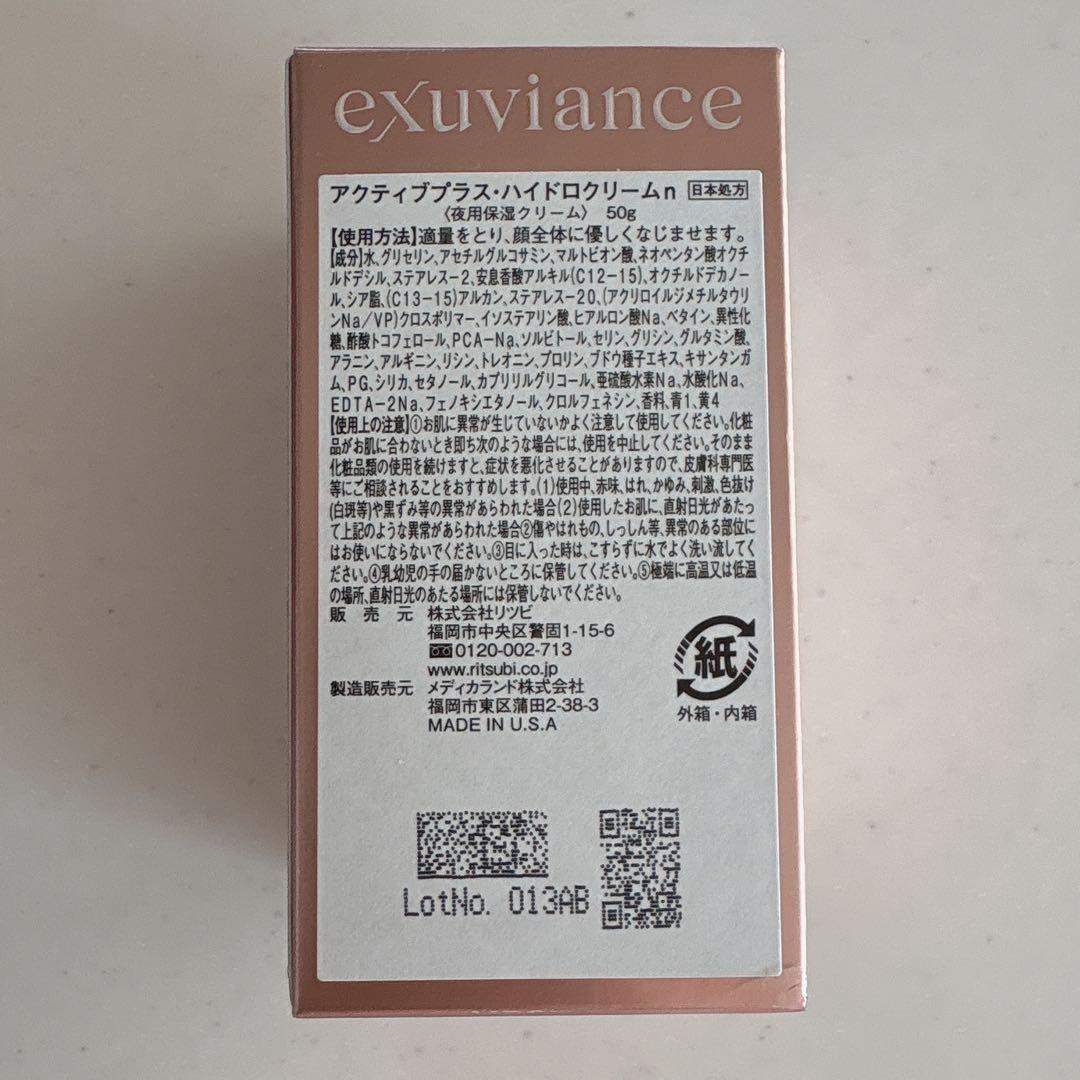 exuviance
アクティブプラス・ハイドロクリームn 日本処方
〈夜用保湿クリーム〉 50g
【使用方法】適量をとり、顔全体に優しくなじませます。
【成分】水、グリセリン、アセチルグルコサミン、マルトビオン酸、ネオペンタン酸オクチ
ルドデシル、ステアレス-2、安息香酸アルキル(C12-15)、オクチルドデカノー
ル、シア脂、(C13-15)アルカン、ステアレス-20、(アクリロイルジメチルタウリ
ンNa/VP)クロスポリマー、イソステアリン酸、ヒアルロン酸Na、ベタイン、異性化
糖、酢酸トコフェロール、PCA-Na、ソルビトール、セリン、グリシン、グルタミン酸、
アラニン、アルギニン、リシン、トレオニン、プロリン、ブドウ種子エキス、キサンタンガ
ム、PG、シリカ、セタノール、カプリリルグリコール、亜硫酸水素Na、水酸化Na、
EDTA-2Na、フェノキシエタノール、クロルフェネシン、香料、青1、黄4
【使用上の注意】①お肌に異常が生じていないかよく注意して使用してください。化粧
品がお肌に合わないとき即ち次のような場合には、使用を中止してください。そのまま
化粧品類の使用を続けますと、症状を悪化させることがありますので、皮膚科専門医
等にご相談されることをおすすめします。(1)使用中、赤味、はれ、かゆみ、刺激、色抜け
(白斑等)や黒ずみ等の異常があらわれた場合(2)使用したお肌に、直射日光があたっ
て上記のような異常があらわれた場合②傷やはれもの、しっしん等、異常のある部位に
はお使いにならないでください。③目に入った時は、こすらずに水でよく洗い流してくだ
さい。④乳幼児の手の届かないところに保管してください。⑤極端に高温又は低温
の場所、直射日光のあたる場所には保管しないでください。
販売元 株式会社リツビ
福岡市中央区警固1-15-6
0120-002-713
www.ritsubi.co.jp
製造販売元 メディカランド株式会社
福岡市東区蒲田2-38-3
MADE IN U.S.A
紙
外箱・内箱
LotNo. 013AB